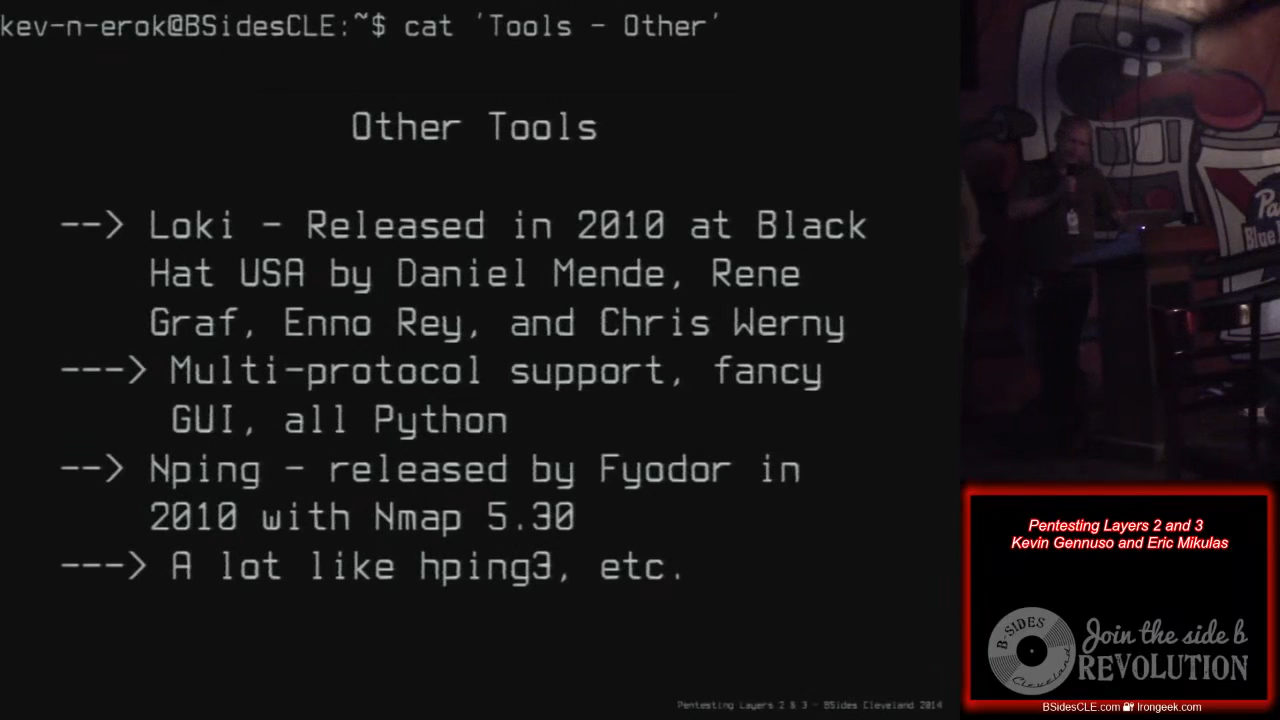 kev-n-erok@BSidesCLE:~$ cat 'Tools - Other'
Other Tools
--> Loki - Released in 2010 at Black
Hat USA by Daniel Mende, Rene
Graf, Enno Rey, and Chris Werny
---> Multi-protocol support, fancy
GUI, all Python
--> Nping - released by Fyodor in
2010 with Nmap 5.30
---> A lot like hping3, etc.
Pentesting Layers 2 & 3 - BSides Cleveland 2014
Blue
Pentesting Layers 2 and 3
Kevin Gennuso and Eric Mikulas
B-SIDES
Cleveland
Join the side b
REVOLUTION
BSidesCLE.com Irongeek.com